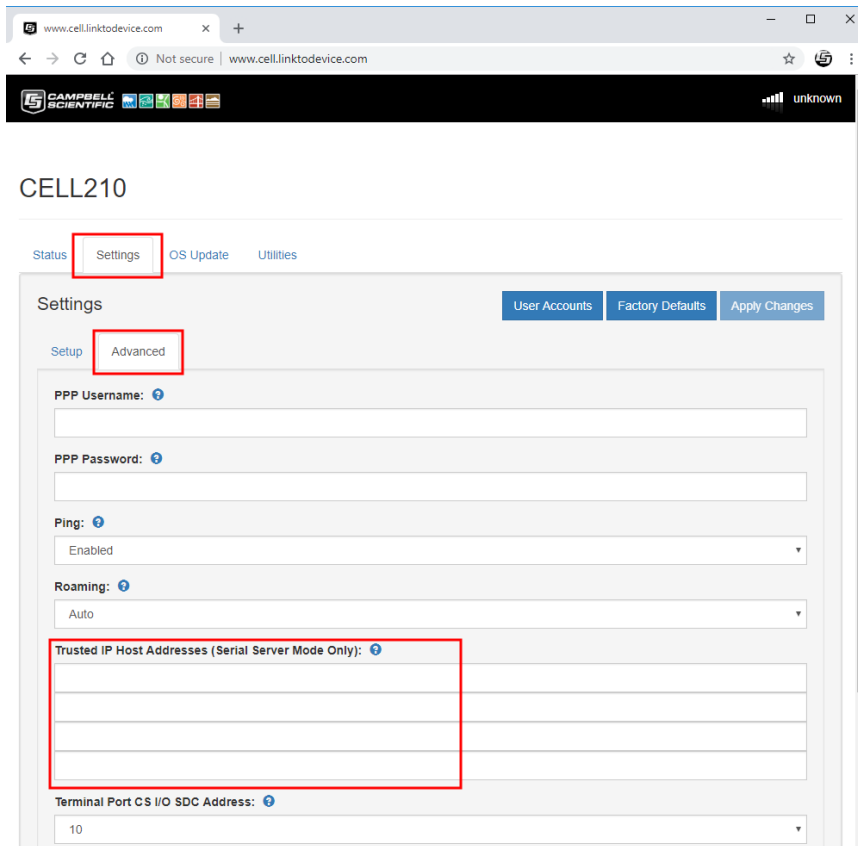 www.cell.linktodevice.com
Not secure | www.cell.linktodevice.com
CAMPBELL SCIENTIFIC
unknown
CELL210
Status Settings OS Update Utilities
Settings User Accounts Factory Defaults Apply Changes
Setup Advanced
PPP Username:
PPP Password:
Ping:
Enabled
Roaming:
Auto
Trusted IP Host Addresses (Serial Server Mode Only):
Terminal Port CS I/O SDC Address:
10